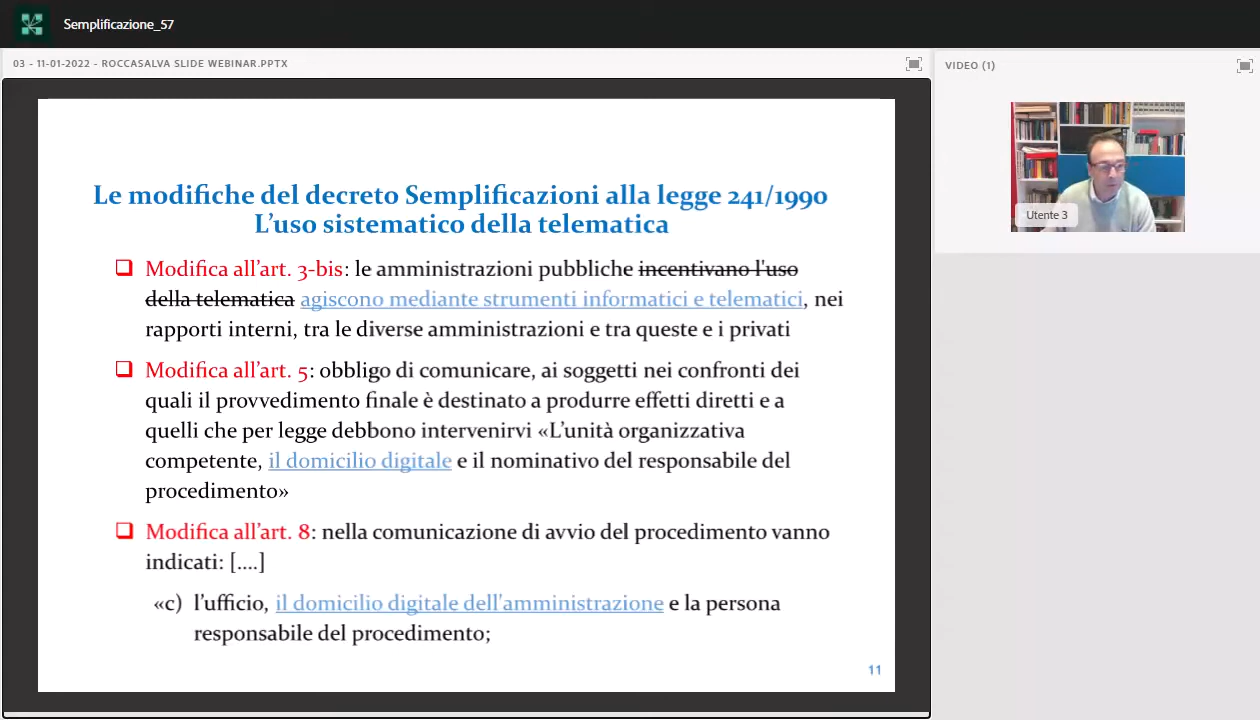 Semplificazione_57
03 - 11-01-2022 - ROCCASALVA SLIDE WEBINAR.PPTX
VIDEO (1)
Utente 3
Le modifiche del decreto Semplificazioni alla legge 241/1990
L’uso sistematico della telematica
Modifica all’art. 3-bis: le amministrazioni pubbliche incentivano l'uso
della telematica agiscono mediante strumenti informatici e telematici, nei
rapporti interni, tra le diverse amministrazioni e tra queste e i privati
Modifica all’art. 5: obbligo di comunicare, ai soggetti nei confronti dei
quali il provvedimento finale è destinato a produrre effetti diretti e a
quelli che per legge debbono intervenirvi «L’unità organizzativa
competente, il domicilio digitale e il nominativo del responsabile del
procedimento»
Modifica all’art. 8: nella comunicazione di avvio del procedimento vanno
indicati: [....]
«c) l’ufficio, il domicilio digitale dell’amministrazione e la persona
responsabile del procedimento;
11